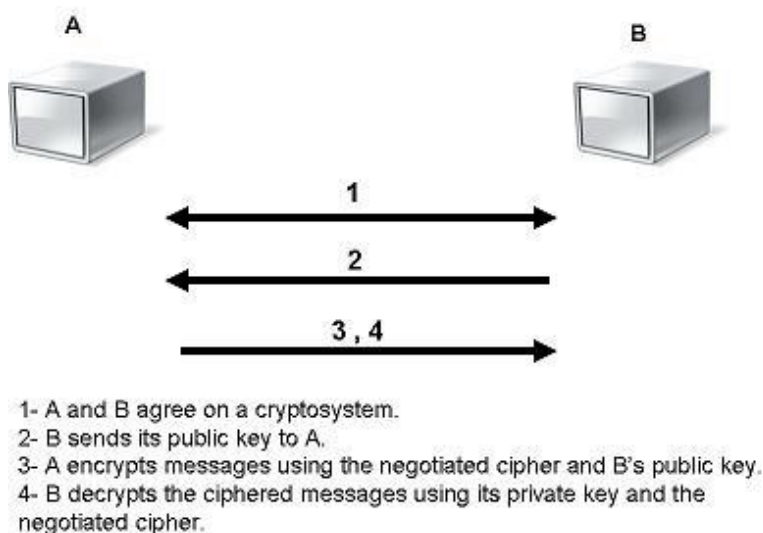 A
B
1
2
3 , 4
1- A and B agree on a cryptosystem.
2- B sends its public key to A.
3- A encrypts messages using the negotiated cipher and B's public key.
4- B decrypts the ciphered messages using its private key and the
negotiated cipher.